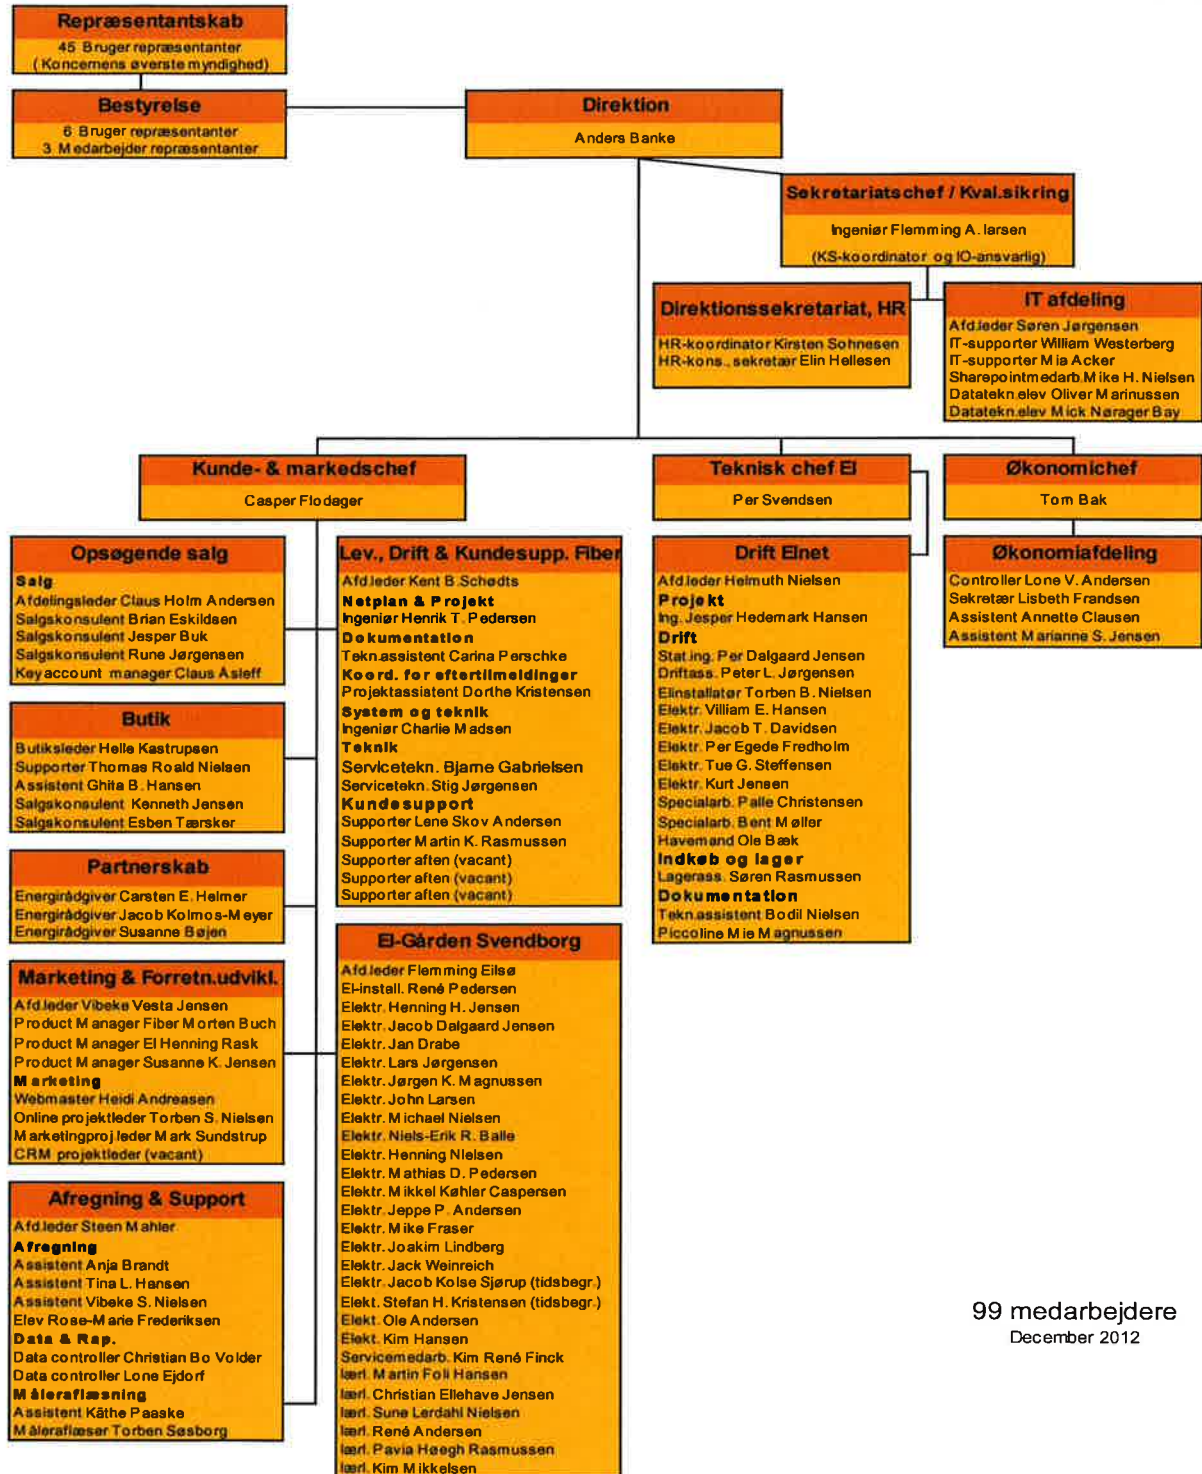 Repræsentantskab
45 Bruger repræsentanter
( Koncernens øverste myndighed)
Bestyrelse
6 Bruger repræsentanter
3 Medarbejder repræsentanter
Direktion
Anders Banke
Sekretariatschef / Kval.sikring
Ingeniør Flemming A. larsen
(KS-koordinator og IO-ansvarlig)
Direktionssekretariat, HR
HR-koordinator Kirsten Sohnesen
HR-kons., sekretær Elin Hellesen
IT afdeling
Afd.leder Søren Jørgensen
IT-supporter William Westerberg
IT-supporter Mia Acker
Sharepointmedarb.Mike H. Nielsen
Datatekn.elev Oliver Marinussen
Datatekn.elev Mick Nørager Bay
Kunde- & markedschef
Casper Flodager
Teknisk chef El
Per Svendsen
Økonomichef
Tom Bak
Opsøgende salg
Salg
Afdelingsleder Claus Holm Andersen
Salgskonsulent Brian Eskildsen
Salgskonsulent Jesper Buk
Salgskonsulent Rune Jørgensen
Key account manager Claus Åsleff
Butik
Butiksleder Helle Kastrupsen
Supporter Thomas Roald Nielsen
Assistent Ghita B. Hansen
Salgskonsulent Kenneth Jensen
Salgskonsulent Esben Tærsker
Partnerskab
Energirådgiver Carsten E. Helmer
Energirådgiver Jacob Kolmos-Meyer
Energirådgiver Susanne Bøjen
Marketing & Forretn.udvikl.
Afd.leder Vibeke Vesta Jensen
Product Manager Fiber Morten Buch
Product Manager El Henning Rask
Product Manager Susanne K. Jensen
Marketing
Webmaster Heidi Andreasen
Online projektleder Torben S. Nielsen
Marketingproj.leder Mark Sundstrup
CRM projektleder (vacant)
Afregning & Support
Afd.leder Steen Mahler
Afregning
Assistent Anja Brandt
Assistent Tina L. Hansen
Assistent Vibeke S. Nielsen
Elev Rose-Marie Frederiksen
Data & Rap.
Data controller Christian Bo Volder
Data controller Lone Ejdorf
Måleraflæsning
Assistent Käthe Paaske
Måleraflæser Torben Søsborg
Lev., Drift & Kundesupp. Fiber
Afd.leder Kent B.Schødts
Netplan & Projekt
Ingeniør Henrik T. Pedersen
Dokumentation
Tekn.assistent Carina Perschke
Koord. for eftertilmeldinger
Projektassistent Dorthe Kristensen
System og teknik
Ingeniør Charlie Madsen
Teknik
Servicetekn. Bjarne Gabrielsen
Servicetekn. Stig Jørgensen
Kundesupport
Supporter Lene Skov Andersen
Supporter Martin K. Rasmussen
Supporter aften (vacant)
Supporter aften (vacant)
Supporter aften (vacant)
El-Gården Svendborg
Afd.leder Flemming Eilsø
El-install. René Pedersen
Elektr. Henning H. Jensen
Elektr. Jacob Dalgaard Jensen
Elektr. Jan Drabe
Elektr. Lars Jørgensen
Elektr. Jørgen K. Magnussen
Elektr. John Larsen
Elektr. Michael Nielsen
Elektr. Niels-Erik R. Balle
Elektr. Henning Nielsen
Elektr. Mathias D. Pedersen
Elektr. Mikkel Køhler Caspersen
Elektr. Jeppe P. Andersen
Elektr. Mike Fraser
Elektr. Joakim Lindberg
Elektr. Jack Weinreich
Elektr. Jacob Kolse Sjørup (tidsbegr.)
Elekt. Stefan H. Kristensen (tidsbegr.)
Elekt. Ole Andersen
Elekt. Kim Hansen
Servicemedarb. Kim René Finck
lærl. Martin Foli Hansen
lærl. Christian Ellehave Jensen
lærl. Sune Lerdahl Nielsen
lærl. René Andersen
lærl. Pavia Høegh Rasmussen
lærl. Kim Mikkelsen
Drift Elnet
Afd.leder Helmuth Nielsen
Projekt
Ing. Jesper Hedemark Hansen
Drift
Stat.ing. Per Dalgaard Jensen
Driftass. Peter L. Jørgensen
Elinstallatør Torben B. Nielsen
Elektr. Villiam E. Hansen
Elektr. Jacob T. Davidsen
Elektr. Per Egede Fredholm
Elektr. Tue G. Steffensen
Elektr. Kurt Jensen
Specialarb. Palle Christensen
Specialarb. Bent Møller
Havemand Ole Bæk
Indkøb og lager
Lagerass. Søren Rasmussen
Dokumentation
Tekn.assistent Bodil Nielsen
Piccoline Mie Magnussen
Økonomiafdeling
Controller Lone V. Andersen
Sekretær Lisbeth Frandsen
Assistent Annette Clausen
Assistent Marianne S. Jensen
99 medarbejdere
December 2012